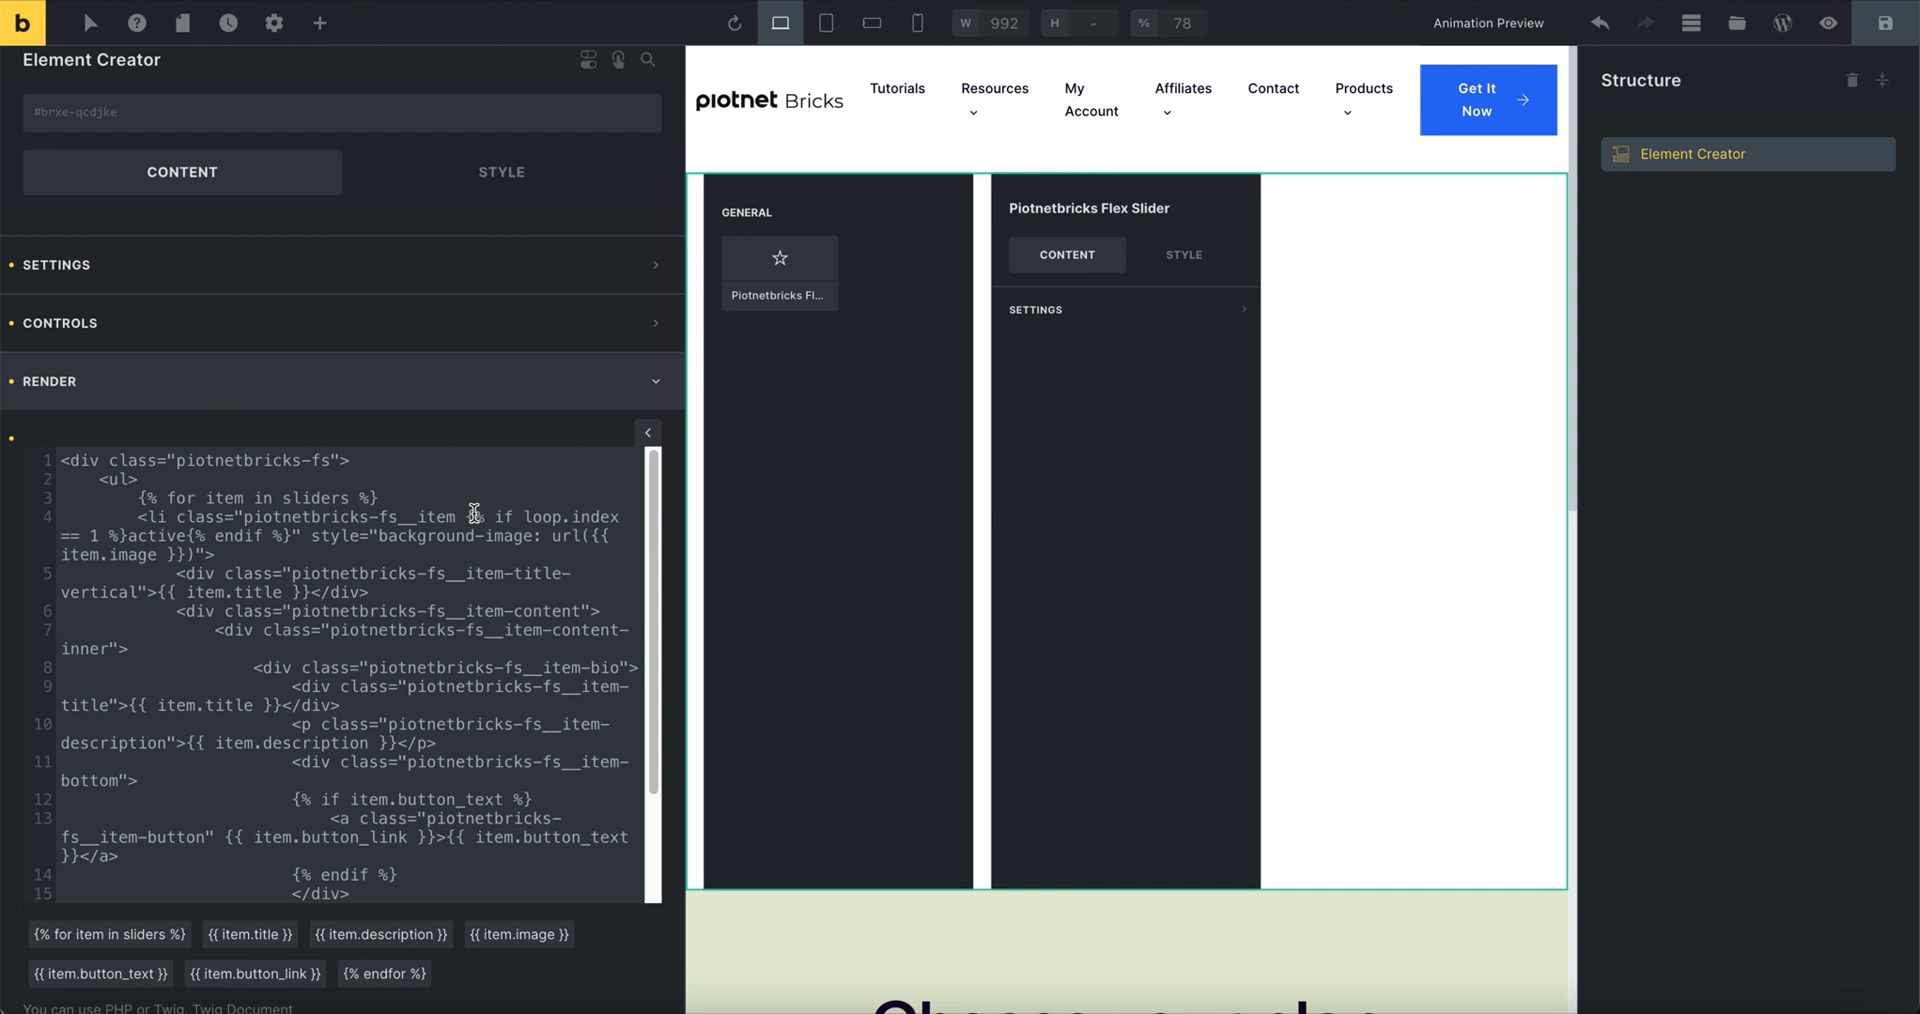 b
W 992 H - % 78
Animation Preview
Element Creator
#brxe-qcdjke
CONTENT
STYLE
SETTINGS
CONTROLS
RENDER
1 <div class="piotnetbricks-fs">
2 <ul>
3 {% for item in sliders %}
4 <li class="piotnetbricks-fs__item {% if loop.index
== 1 %}active{% endif %}" style="background-image: url({{
item.image }})">
5 <div class="piotnetbricks-fs__item-title-
vertical">{{ item.title }}</div>
6 <div class="piotnetbricks-fs__item-content">
7 <div class="piotnetbricks-fs__item-content-
inner">
8 <div class="piotnetbricks-fs__item-bio">
9 <div class="piotnetbricks-fs__item-
title">{{ item.title }}</div>
10 <p class="piotnetbricks-fs__item-
description">{{ item.description }}</p>
11 <div class="piotnetbricks-fs__item-
bottom">
12 {% if item.button_text %}
13 <a class="piotnetbricks-
fs__item-button" {{ item.button_link }}>{{ item.button_text
}}</a>
14 {% endif %}
15 </div>
{% for item in sliders %} {{ item.title }} {{ item.description }} {{ item.image }}
{{ item.button_text }} {{ item.button_link }} {% endfor %}
You can use PHP or Twig. Twig Document
piotnet Bricks
Tutorials
Resources
My
Account
Affiliates
Contact
Products
Get It
Now
GENERAL
Piotnetbricks Fl...
Piotnetbricks Flex Slider
CONTENT
STYLE
SETTINGS
Structure
Element Creator